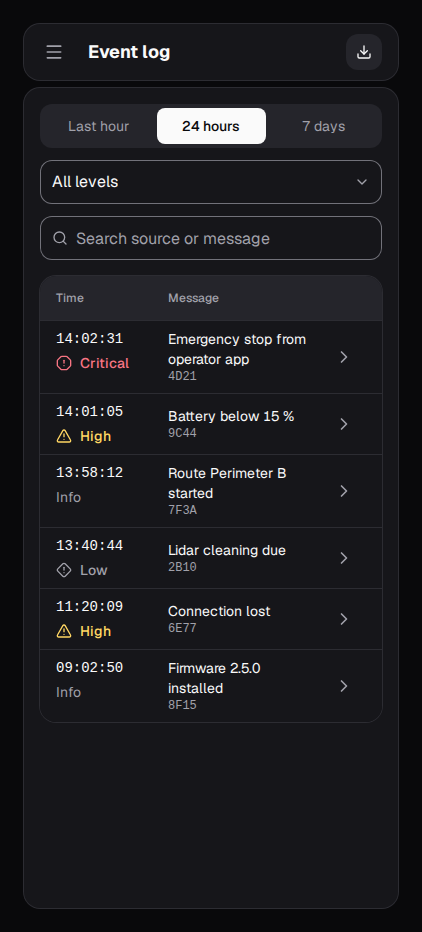 Event log
Last hour
24 hours
7 days
All levels
Search source or message
Time Message
14:02:31
Critical
Emergency stop from
operator app
4D21
14:01:05
High
Battery below 15 %
9C44
13:58:12
Info
Route Perimeter B
started
7F3A
13:40:44
Low
Lidar cleaning due
2B10
11:20:09
High
Connection lost
6E77
09:02:50
Info
Firmware 2.5.0
installed
8F15